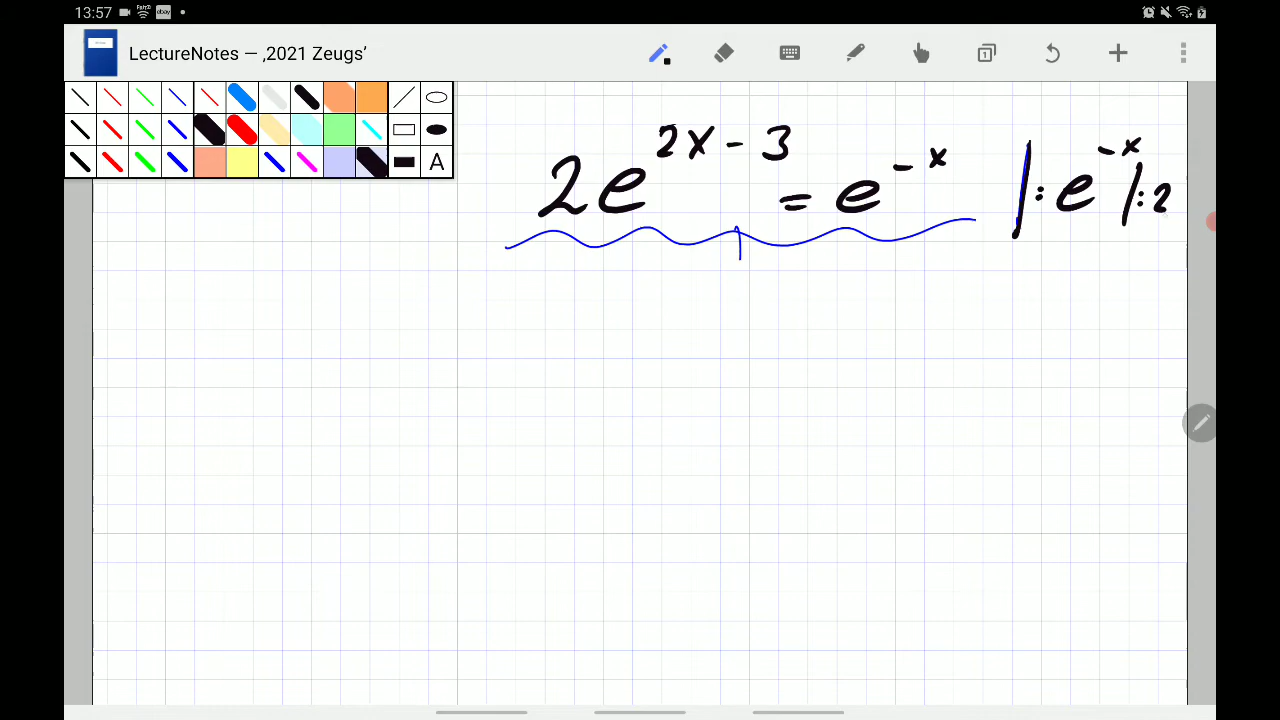 13:57
LectureNotes — ‚2021 Zeugs‘
A
2e^{2x-3} = e^{-x} |:e^{-x} |:2